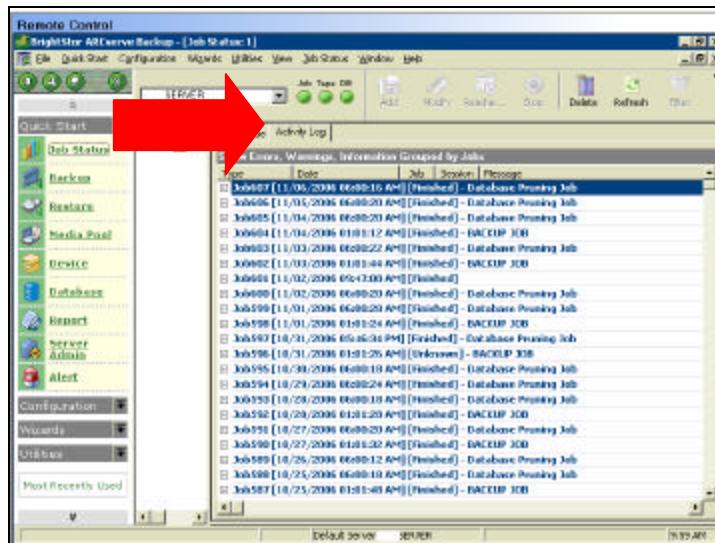 Remote Control
BrightStor ARCserve Backup - [Job Status: 1]
File Quick Start Configuration Wizards Utilities View Job Status Window Help
SERVER
Job Tape DB
Add Modify Stop Delete Refresh Filter
Quick Start
Activity Log
Job Status
Backup
Restore
Media Pool
Device
Database
Report
Server Admin
Alert
Configuration
Wizards
Utilities
Most Recently Used
Errors, Warnings, Information Grouped by Jobs
Date Job Session Message
Job607 [11/06/2006 06:00:16 AM] [Finished] - Database Pruning Job
Job606 [11/05/2006 06:00:20 AM] [Finished] - Database Pruning Job
Job605 [11/04/2006 06:00:20 AM] [Finished] - Database Pruning Job
Job604 [11/04/2006 01:01:12 AM] [Finished] - BACKUP JOB
Job603 [11/03/2006 06:00:22 AM] [Finished] - Database Pruning Job
Job602 [11/03/2006 01:01:44 AM] [Finished] - BACKUP JOB
Job601 [11/02/2006 09:47:00 AM] [Finished]
Job600 [11/02/2006 06:00:20 AM] [Finished] - Database Pruning Job
Job599 [11/01/2006 06:00:20 AM] [Finished] - Database Pruning Job
Job598 [11/01/2006 01:01:24 AM] [Finished] - BACKUP JOB
Job597 [10/31/2006 05:46:34 PM] [Finished] - Database Pruning Job
Job596 [10/31/2006 01:01:26 AM] [Unknown] - BACKUP JOB
Job595 [10/30/2006 06:00:18 AM] [Finished] - Database Pruning Job
Job594 [10/29/2006 06:00:24 AM] [Finished] - Database Pruning Job
Job593 [10/28/2006 06:00:18 AM] [Finished] - Database Pruning Job
Job592 [10/28/2006 01:01:20 AM] [Finished] - BACKUP JOB
Job591 [10/27/2006 06:00:20 AM] [Finished] - Database Pruning Job
Job590 [10/27/2006 01:01:32 AM] [Finished] - BACKUP JOB
Job589 [10/26/2006 06:00:12 AM] [Finished] - Database Pruning Job
Job588 [10/25/2006 06:00:18 AM] [Finished] - Database Pruning Job
Job587 [10/25/2006 01:01:48 AM] [Finished] - BACKUP JOB
Default Server SERVER